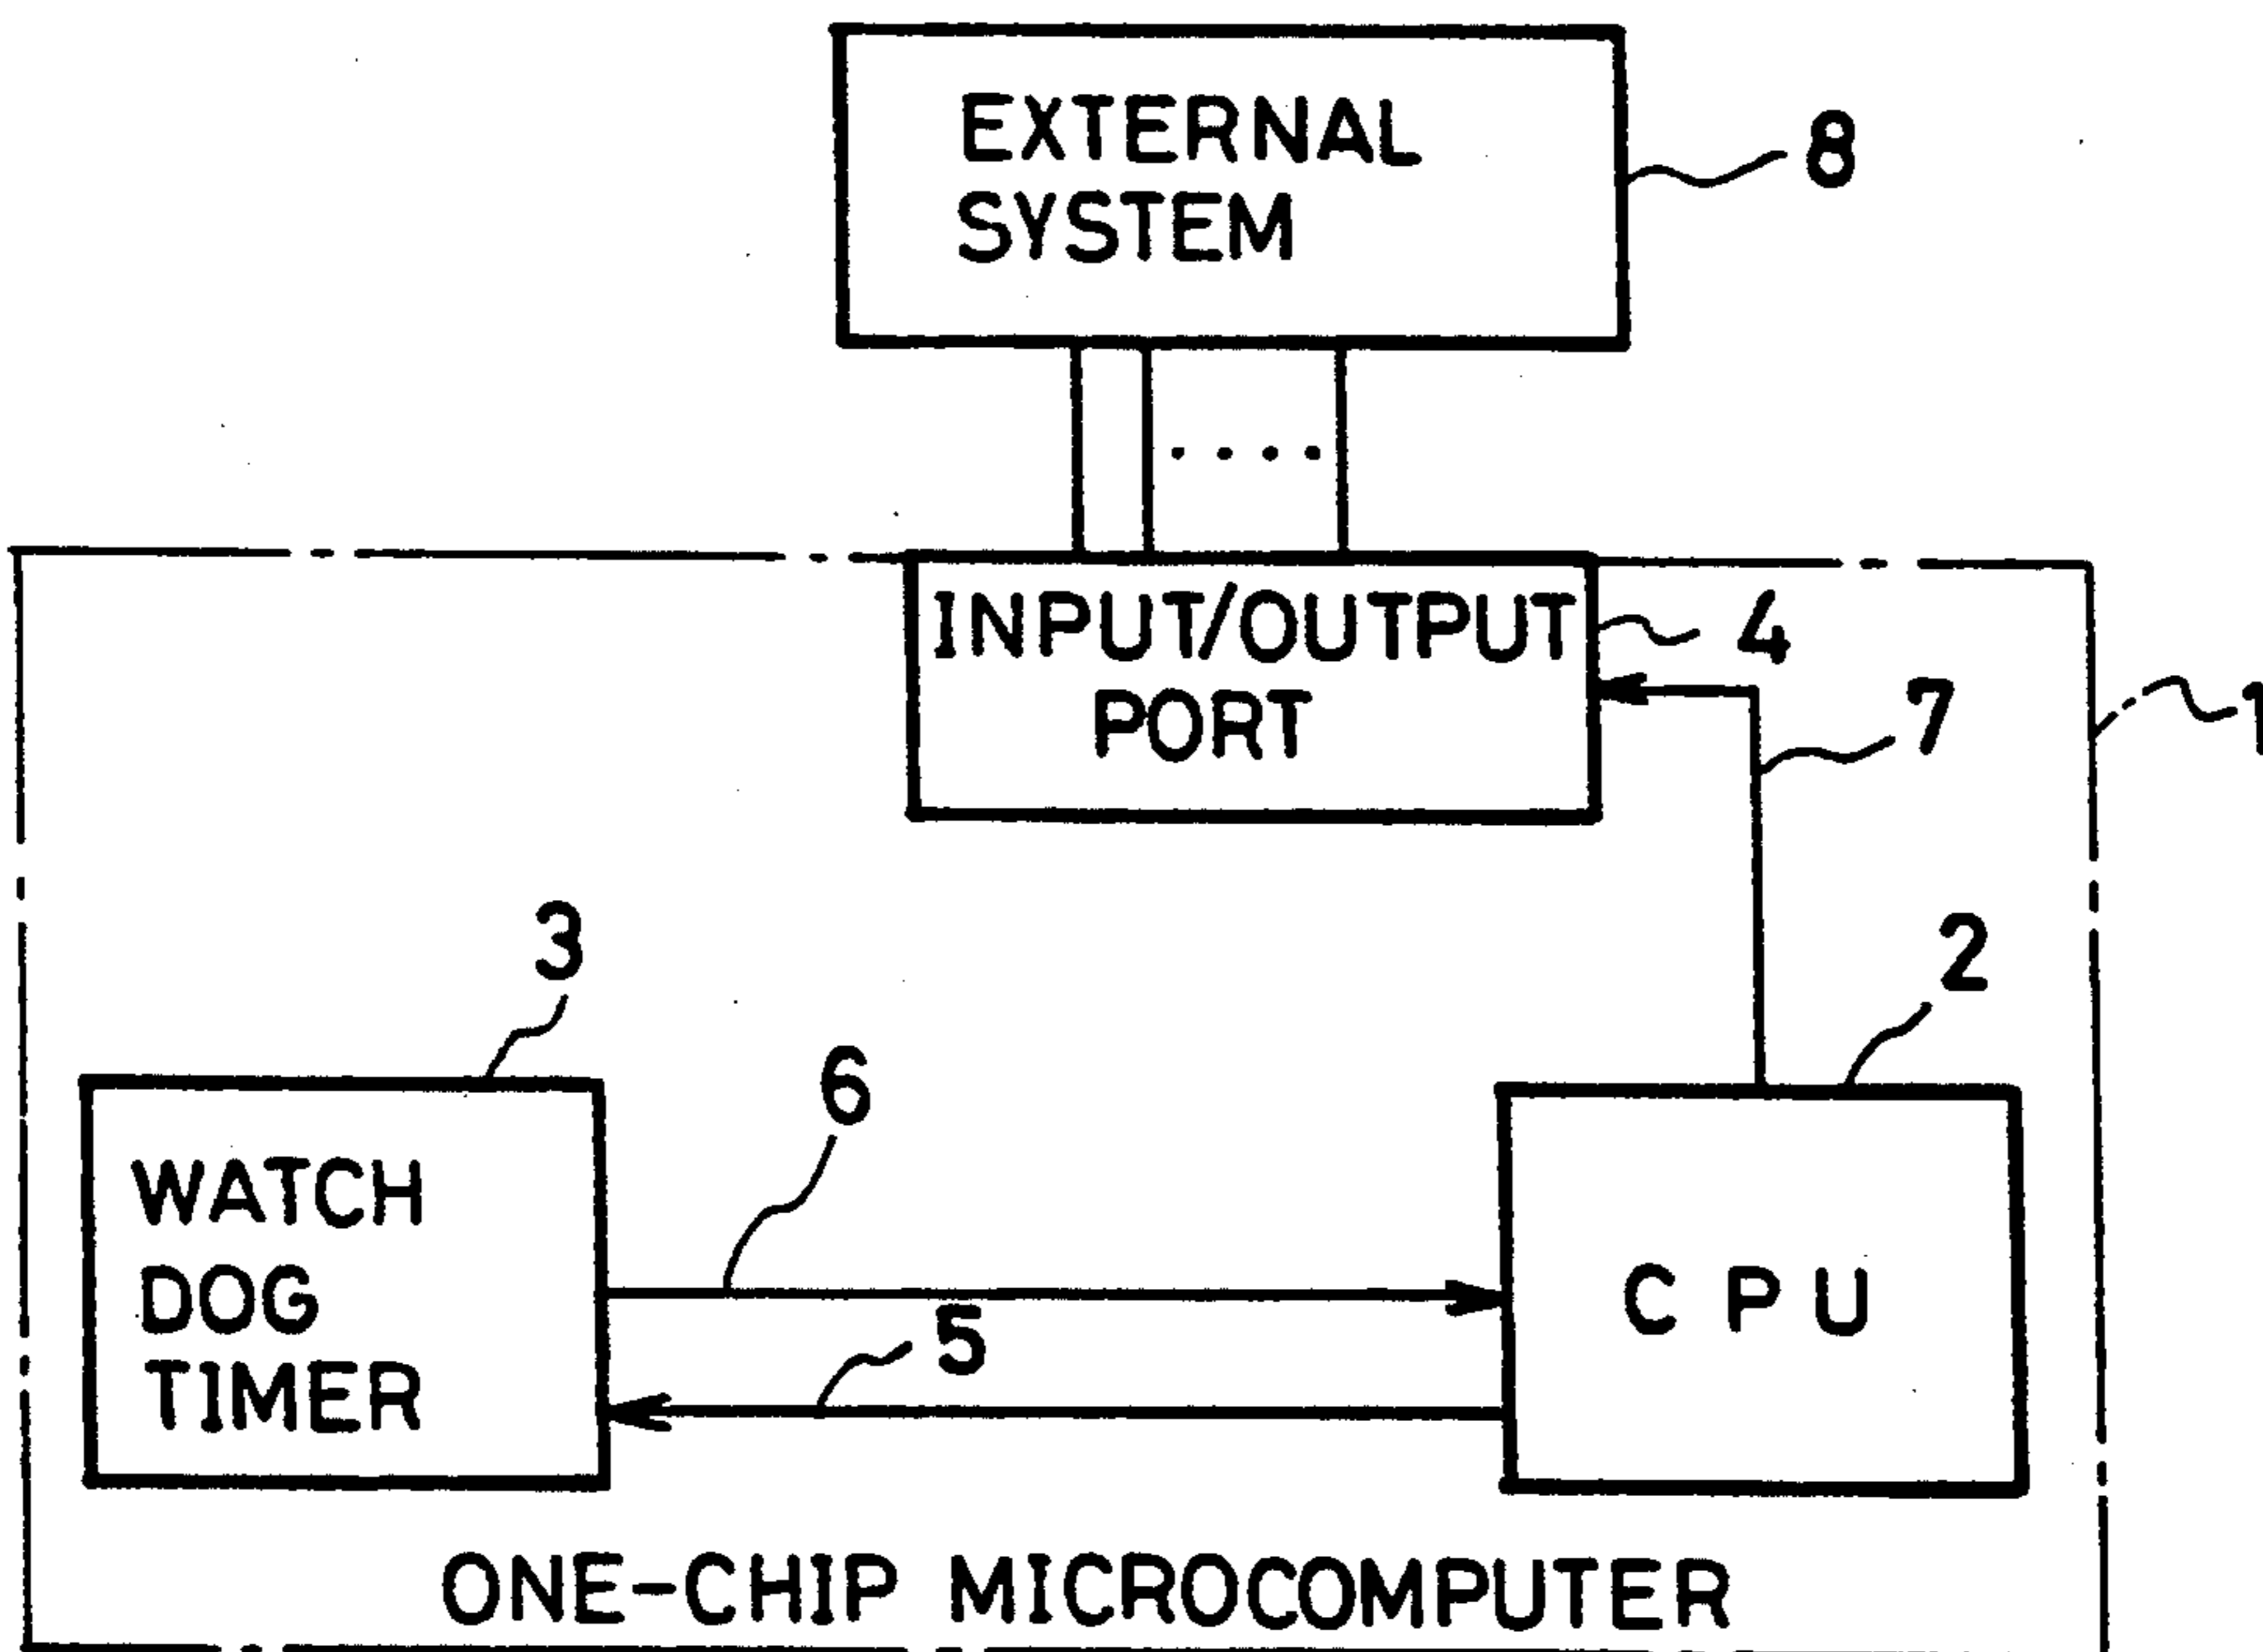 EXTERNAL
SYSTEM
8
INPUT/OUTPUT
PORT
4
7
1
3
2
6
WATCH
DOG
TIMER
5
C P U
ONE-CHIP MICROCOMPUTER